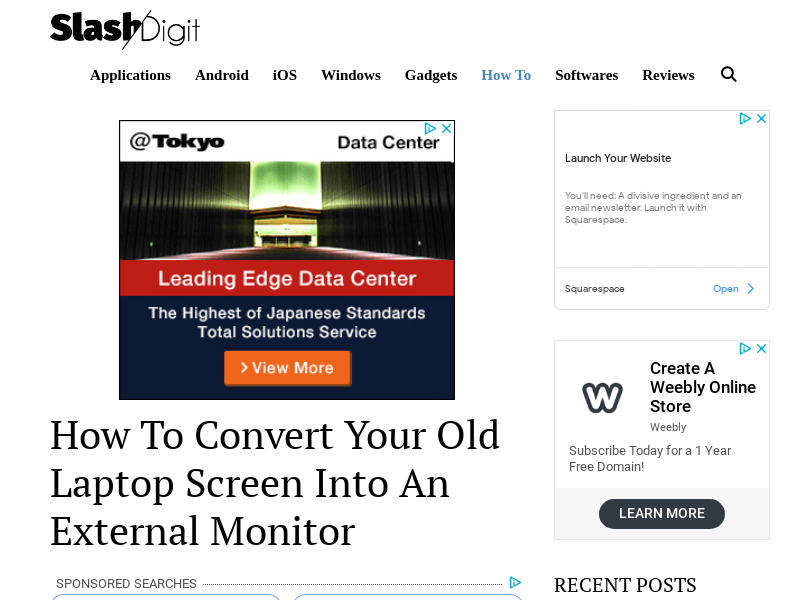 SlashDigit
Applications Android iOS Windows Gadgets How To Softwares Reviews
@Tokyo Data Center
Leading Edge Data Center
The Highest of Japanese Standards
Total Solutions Service
> View More
How To Convert Your Old
Laptop Screen Into An
External Monitor
SPONSORED SEARCHES
Launch Your Website
You'll need: A divisive ingredient and an
email newsletter. Launch it with
Squarespace.
Squarespace Open
Create A
Weebly Online
Store
Weebly
Subscribe Today for a 1 Year
Free Domain!
LEARN MORE
RECENT POSTS